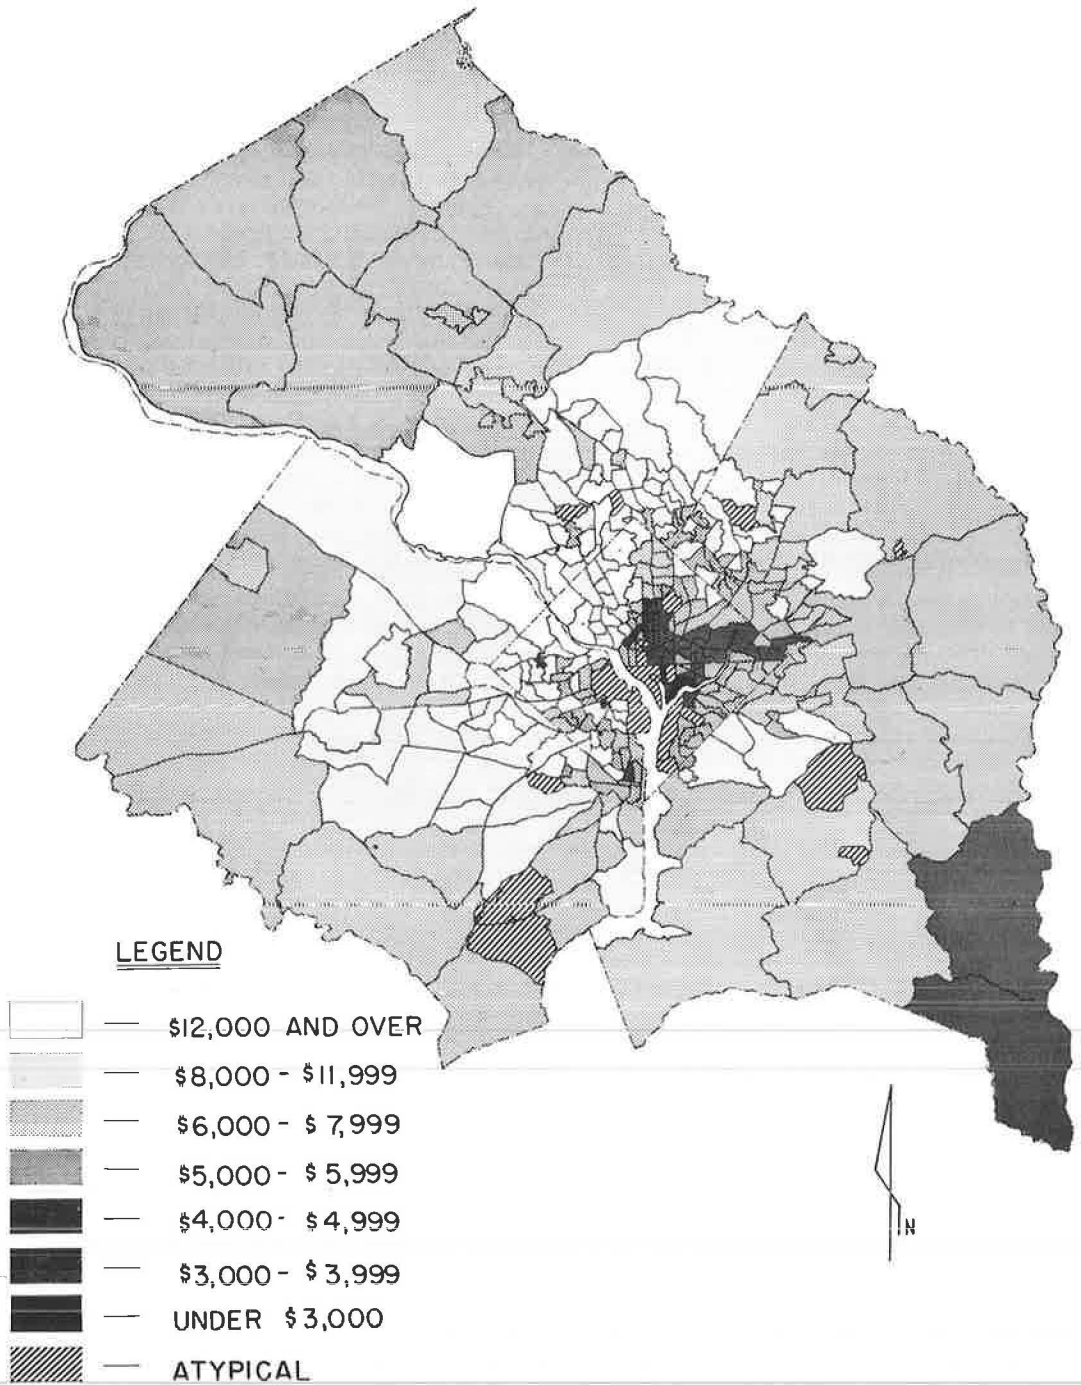 LEGEND
— $12,000 AND OVER
— $8,000 - $11,999
— $6,000 - $7,999
— $5,000 - $5,999
— $4,000 - $4,999
— $3,000 - $3,999
— UNDER $3,000
— ATYPICAL
N